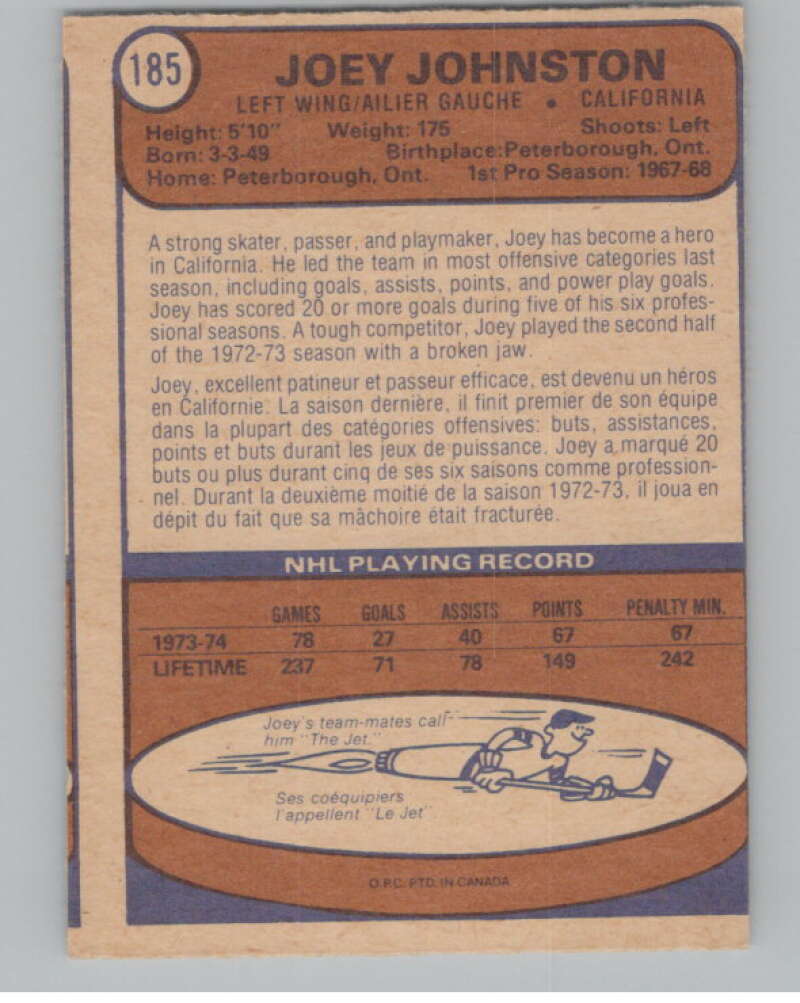 185
JOEY JOHNSTON
LEFT WING/AILIER GAUCHE • CALIFORNIA
Height: 5'10" Weight: 175 Shoots: Left
Born: 3-3-49 Birthplace: Peterborough, Ont.
Home: Peterborough, Ont. 1st Pro Season: 1967-68
A strong skater, passer, and playmaker, Joey has become a hero
in California. He led the team in most offensive categories last
season, including goals, assists, points, and power play goals.
Joey has scored 20 or more goals during five of his six profes-
sional seasons. A tough competitor, Joey played the second half
of the 1972-73 season with a broken jaw.
Joey, excellent patineur et passeur efficace, est devenu un héros
en Californie. La saison dernière, il finit premier de son équipe
dans la plupart des catégories offensives: buts, assistances,
points et buts durant les jeux de puissance. Joey a marqué 20
buts ou plus durant cinq de ses six saisons comme profession-
nel. Durant la deuxième moitié de la saison 1972-73, il joua en
dépit du fait que sa mâchoire était fracturée.
NHL PLAYING RECORD
GAMES GOALS ASSISTS POINTS PENALTY MIN.
1973-74 78 27 40 67 67
LIFETIME 237 71 78 149 242
Joey's team-mates call
him "The Jet."
Ses coéquipiers
l'appellent "Le Jet".
O.P.C. PTD. IN CANADA